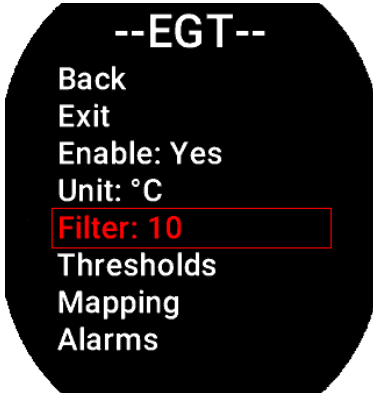 --EGT--
Back
Exit
Enable: Yes
Unit: °C
Filter: 10
Thresholds
Mapping
Alarms